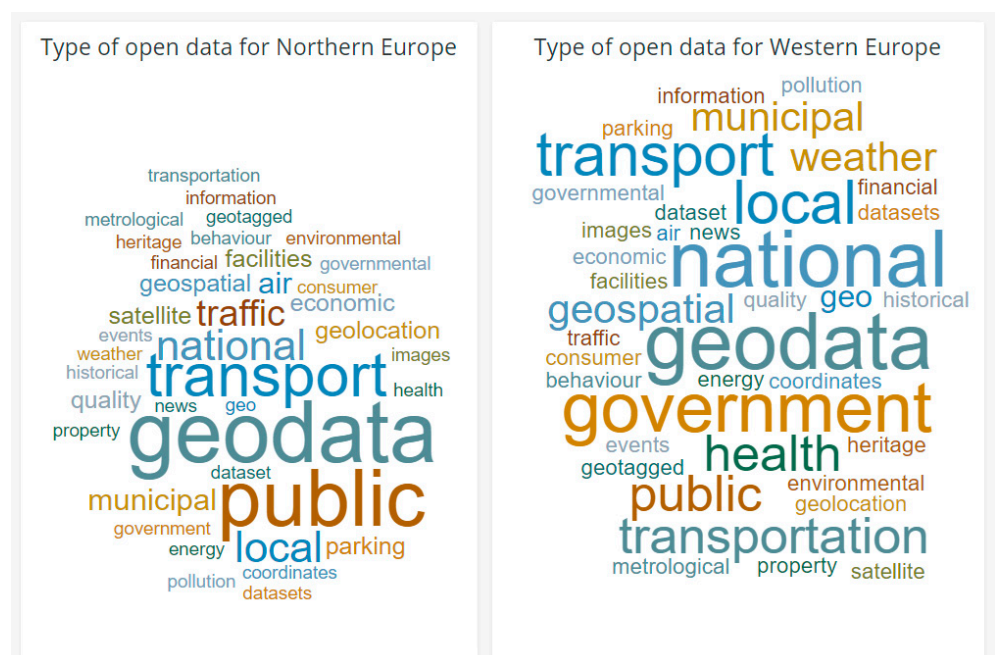 Type of open data for Northern Europe
transportation
information
metrological geotagged
heritage behaviour environmental
financial facilities governmental
geospatial air consumer
satellite traffic economic
events national geolocation
weather transport images
historical health
quality news geo
property geodata
dataset
municipal public
government
energy local parking
pollution coordinates
datasets
Type of open data for Western Europe
pollution
information municipal
parking
transport weather
governmental local financial
dataset datasets
images air news
economic national
facilities
geospatial quality geo historical
traffic geodata
consumer
behaviour energy coordinates
government
events health heritage
geotagged
public environmental
geolocation
transportation
metrological property satellite